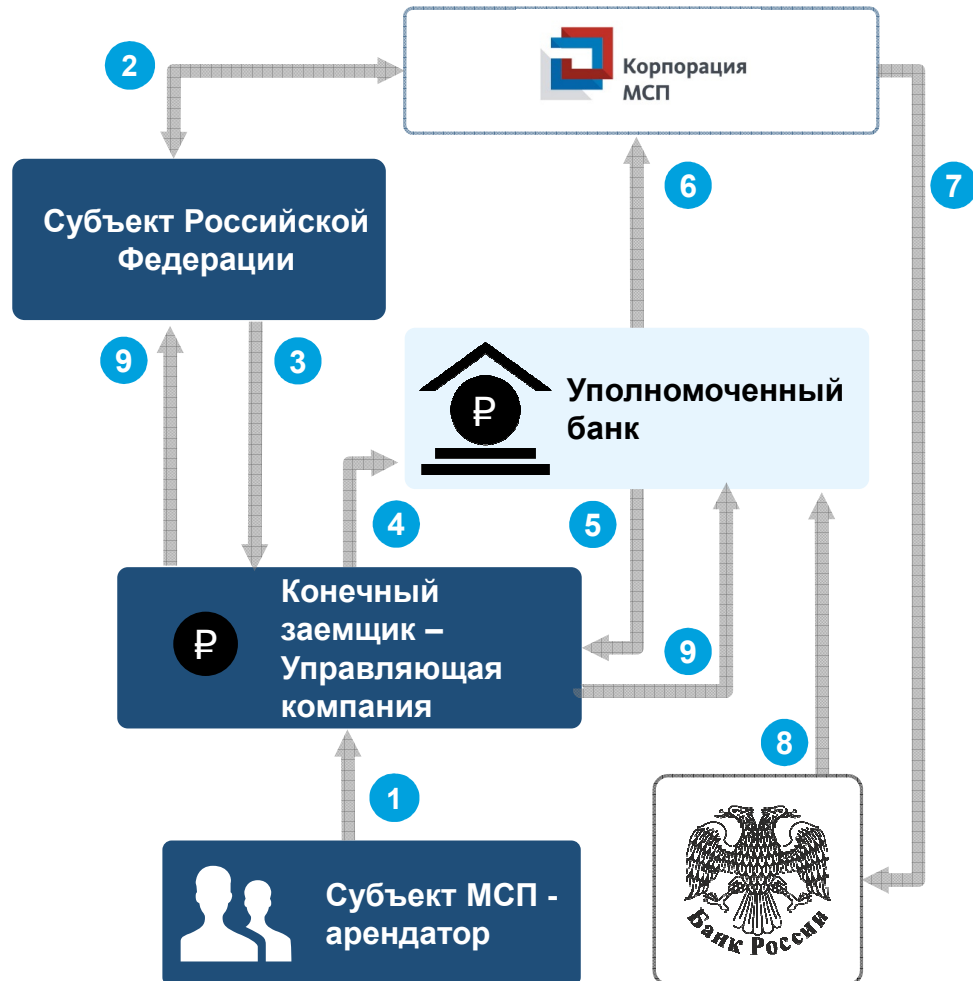 Корпорация
МСП
2
6
7
Субъект Российской
Федерации
9
3
₽
Уполномоченный
банк
4
5
₽
Конечный
заемщик –
Управляющая
компания
9
8
1
Субъект МСП -
арендатор
Банк России